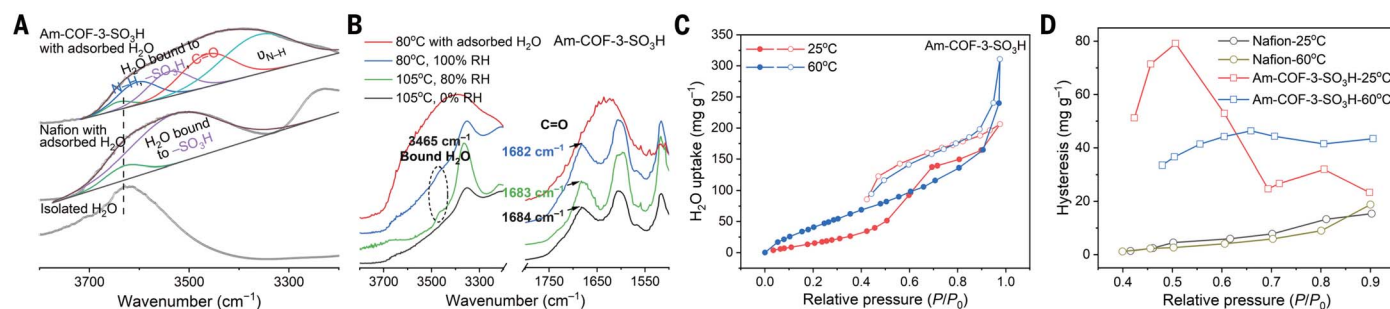 A
Am-COF-3-SO₃H
with adsorbed H₂O
H₂O bound to
N–H, –SO₃H, C=O
υN–H
Nafion with
adsorbed H₂O
H₂O bound
to –SO₃H
Isolated H₂O
3700
3500
3300
Wavenumber (cm⁻¹)
B
80°C with adsorbed H₂O
80°C, 100% RH
105°C, 80% RH
105°C, 0% RH
Am-COF-3-SO₃H
3465 cm⁻¹
Bound H₂O
C=O
1682 cm⁻¹
1683 cm⁻¹
1684 cm⁻¹
3700 3500 3300 1750 1650 1550
Wavenumber (cm⁻¹)
C
Am-COF-3-SO₃H
25°C
60°C
H₂O uptake (mg g⁻¹)
350
300
250
200
150
100
50
0
0.0 0.2 0.4 0.6 0.8 1.0
Relative pressure (P/P₀)
D
Nafion-25°C
Nafion-60°C
Am-COF-3-SO₃H-25°C
Am-COF-3-SO₃H-60°C
Hysteresis (mg g⁻¹)
80
60
40
20
0
0.4 0.5 0.6 0.7 0.8 0.9
Relative pressure (P/P₀)